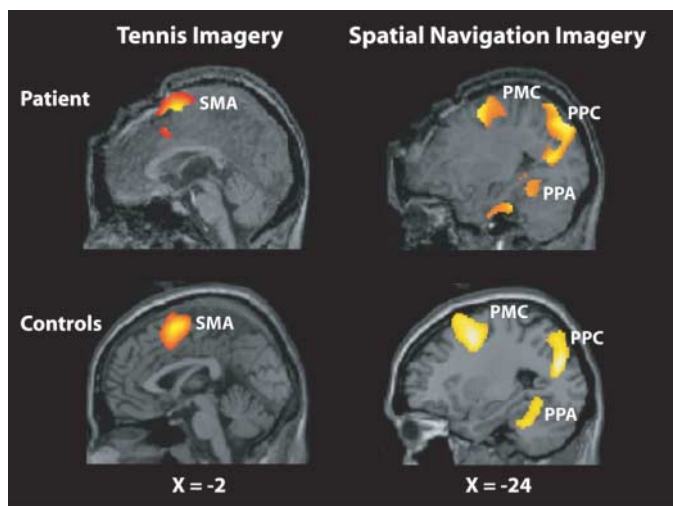 Tennis Imagery Spatial Navigation Imagery
Patient
SMA
PMC
PPC
PPA
Controls
SMA
PMC
PPC
PPA
X = -2 X = -24